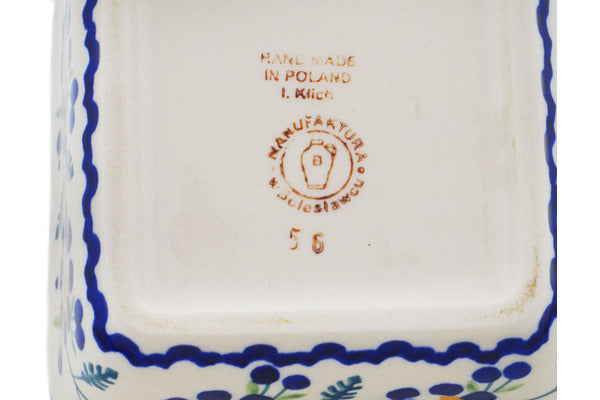 HAND MADE
IN POLAND
I. Klich
MANUFAKTURA
w Bolesławcu
B
56